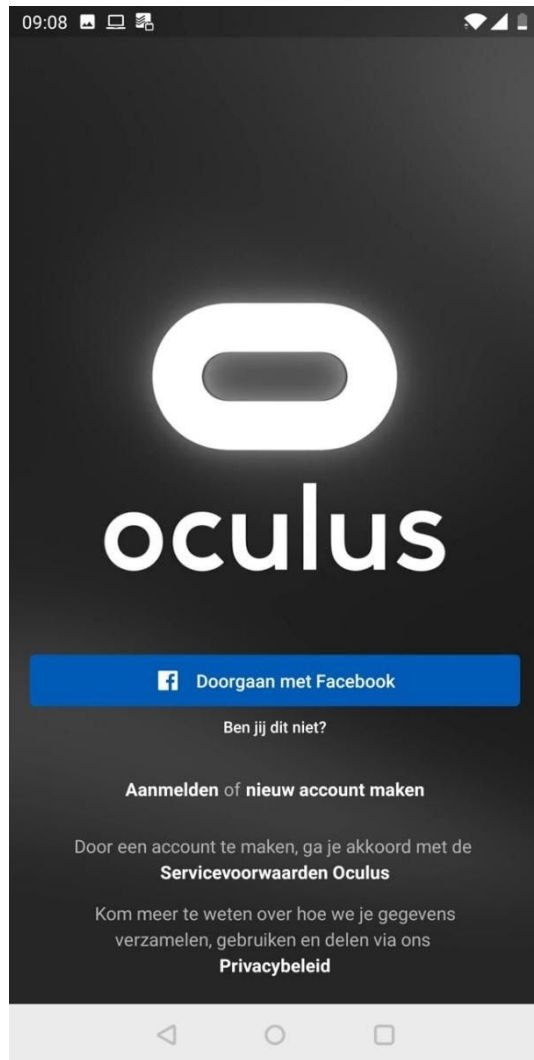 09:08
oculus
Doorgaan met Facebook
Ben jij dit niet?
Aanmelden of nieuw account maken
Door een account te maken, ga je akkoord met de
Servicevoorwaarden Oculus
Kom meer te weten over hoe we je gegevens
verzamelen, gebruiken en delen via ons
Privacybeleid